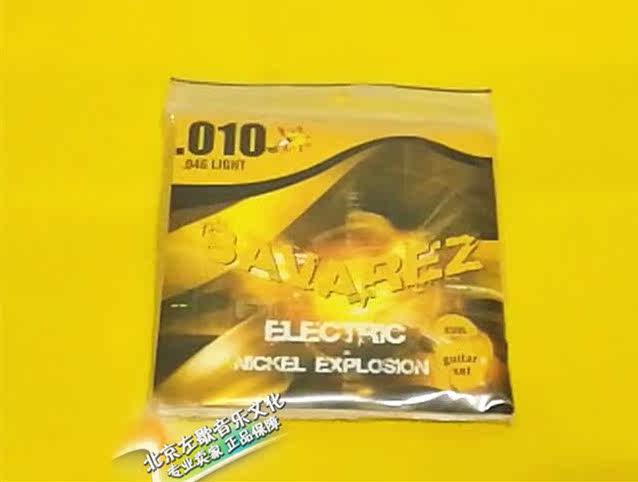 .010
.046 LIGHT
SAVAREZ
ELECTRIC
NICKEL EXPLOSION
guitar
set
北京左歌音乐文化
专业卖家 正品保障